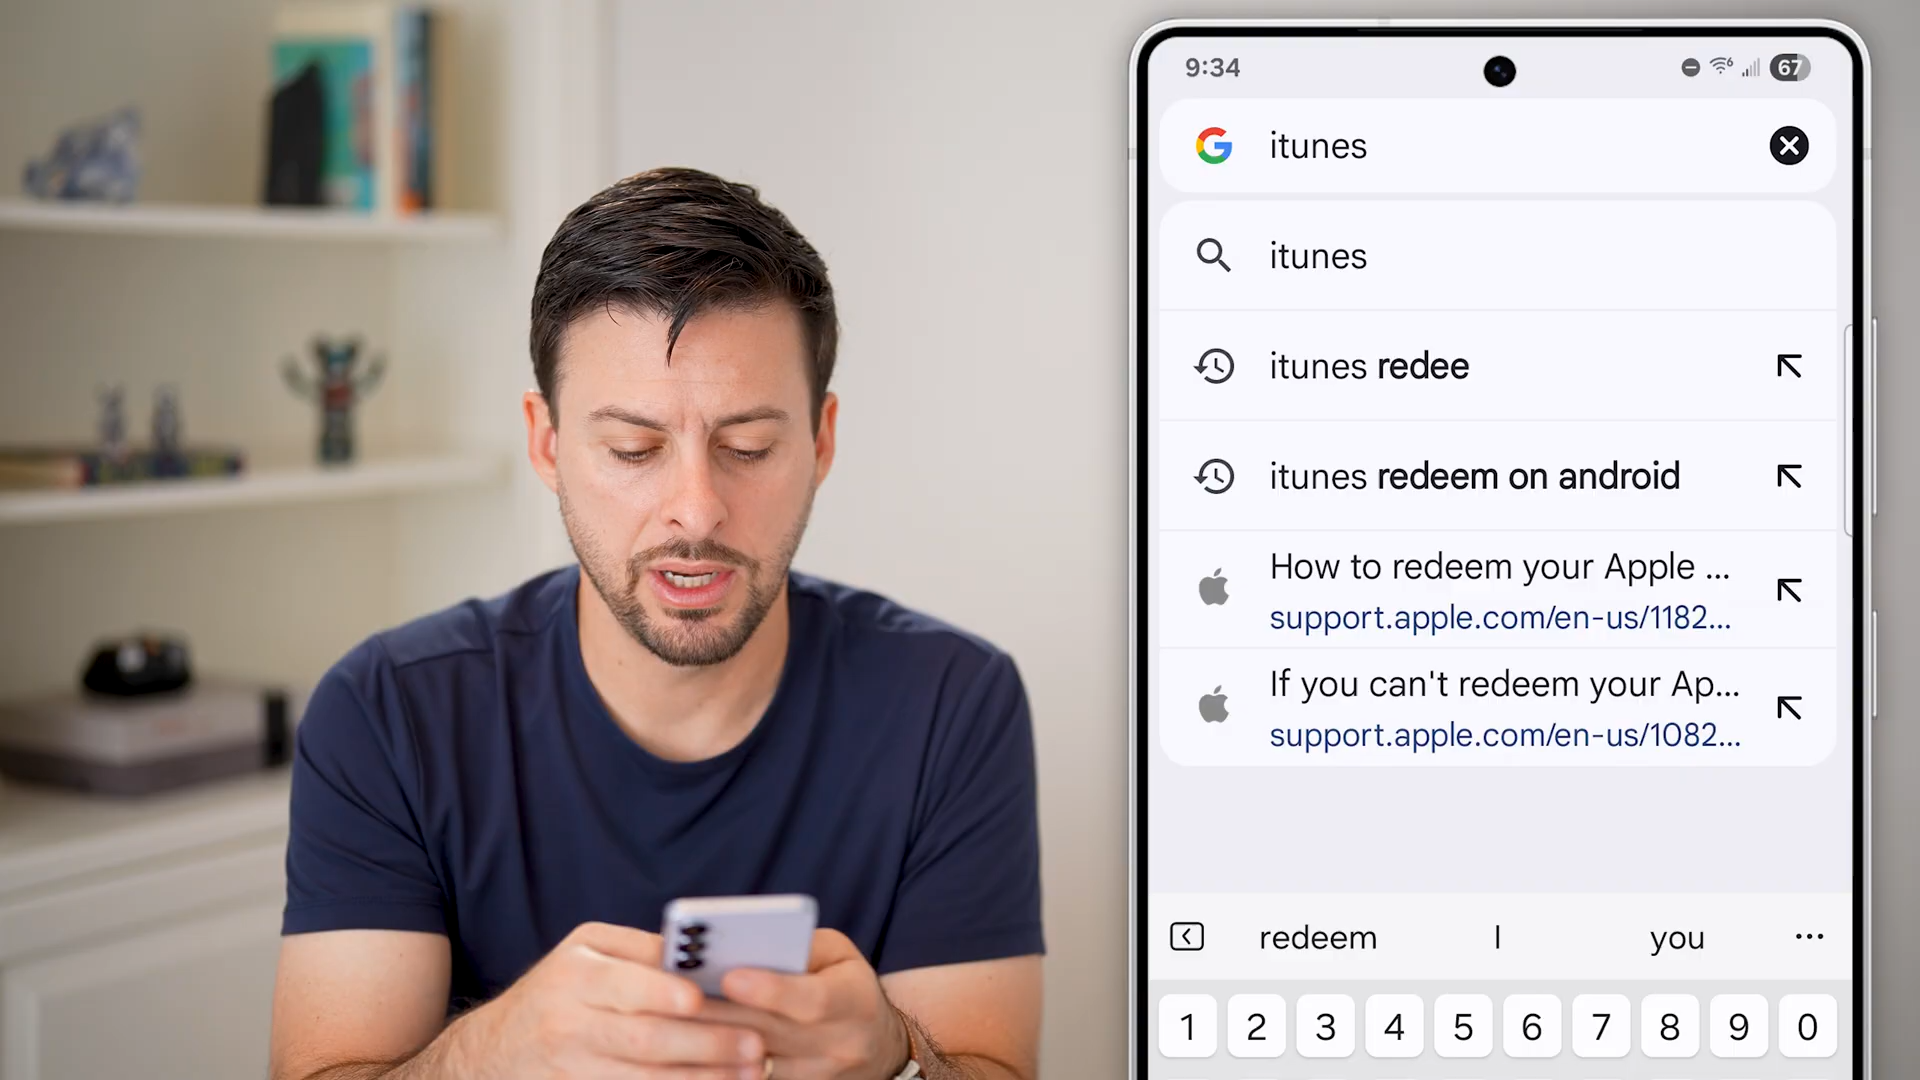 9:34
67
itunes
itunes
itunes redee
itunes redeem on android
How to redeem your Apple ...
support.apple.com/en-us/1182...
If you can't redeem your Ap...
support.apple.com/en-us/1082...
redeem I you ...
1 2 3 4 5 6 7 8 9 0